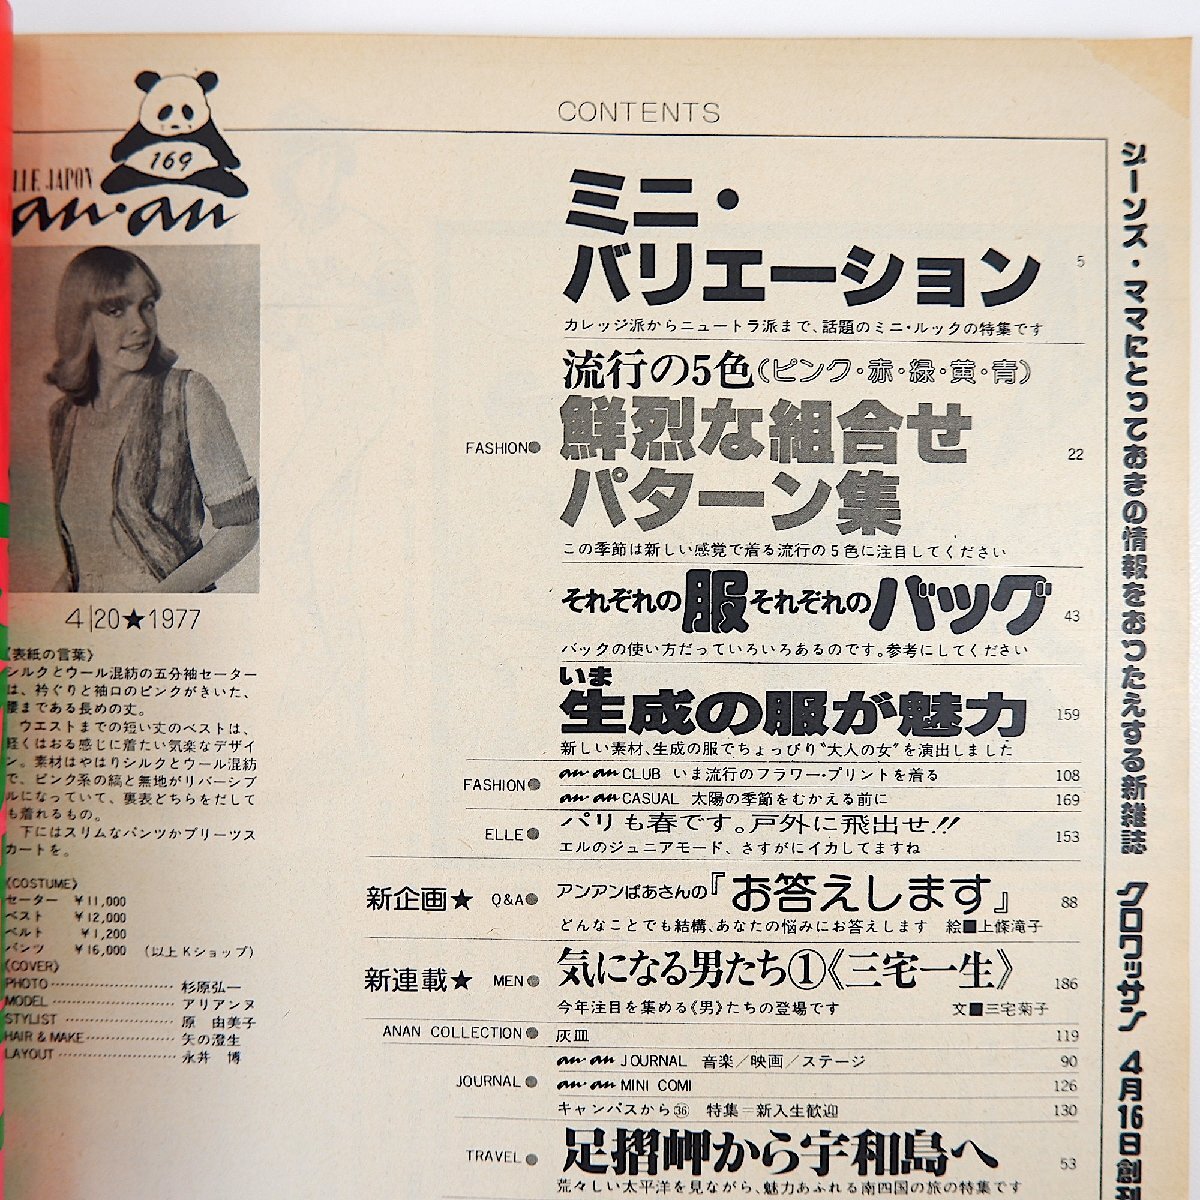 169
ELLE JAPON
an・an
4|20★1977
〈表紙の言葉〉
シルクとウール混紡の五分袖セーター
は、衿ぐりと袖口のピンクがきいた、
腰まである長めの丈。
ウエストまでの短い丈のベストは、
軽くはおる感じに着たい気楽なデザイ
ン。素材はやはりシルクとウール混紡
で、ピンク系の縞と無地がリバーシブ
ルになっていて、裏表どちらをだして
も着れるもの。
下にはスリムなパンツかプリーツス
カートを。
〈COSTUME〉
セーター ￥11,000
ベスト ￥12,000
ベルト ￥1,200
パンツ ￥16,000 （以上Kショップ）
〈COVER〉
PHOTO 杉原弘一
MODEL アリアンヌ
STYLIST 原 由美子
HAIR & MAKE 矢の澄生
LAYOUT 永井 博
CONTENTS
ミニ・
バリエーション 5
カレッジ派からニュートラ派まで、話題のミニ・ルックの特集です
流行の5色（ピンク・赤・緑・黄・青）
FASHION● 鮮烈な組合せ 22
パターン集
この季節は新しい感覚で着る流行の5色に注目してください
それぞれの服それぞれのバッグ 43
バックの使い方だっていろいろあるのです。参考にしてください
いま
生成の服が魅力 159
新しい素材、生成の服でちょっぴり“大人の女”を演出しました
FASHION●
an・an CLUB いま流行のフラワー・プリントを着る 108
an・an CASUAL 太陽の季節をむかえる前に 169
ELLE● パリも春です。戸外に飛出せ!! 153
エルのジュニアモード、さすがにイカしてますね
新企画★ Q&A● アンアンばあさんの『お答えします』 88
どんなことでも結構、あなたの悩みにお答えします 絵■上條滝子
新連載★ MEN● 気になる男たち①《三宅一生》 186
今年注目を集める《男》たちの登場です 文■三宅菊子
ANAN COLLECTION● 灰皿 119
JOURNAL●
an・an JOURNAL 音楽／映画／ステージ 90
an・an MINI COMI 126
キャンパスから㊱ 特集＝新入生歓迎 130
TRAVEL● 足摺岬から宇和島へ 53
荒々しい太平洋を見ながら、魅力あふれる南四国の旅の特集です
ジーンズ・ママにとっておきの情報をおつたえする新雑誌 クロワッサン 4月16日創刊